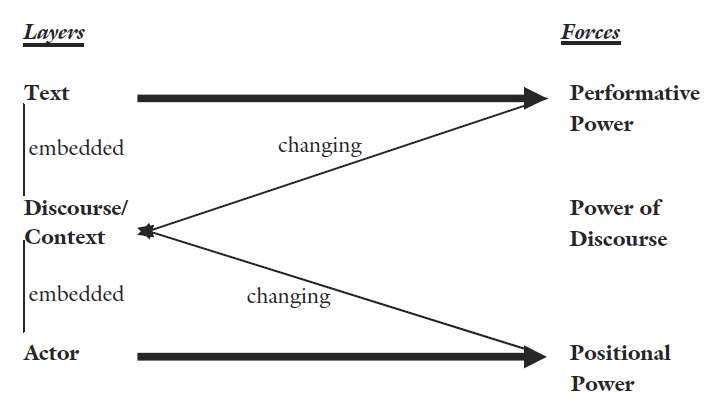 Layers
Forces
Text
Performative
Power
embedded
changing
Discourse/
Context
Power of
Discourse
embedded
changing
Actor
Positional
Power